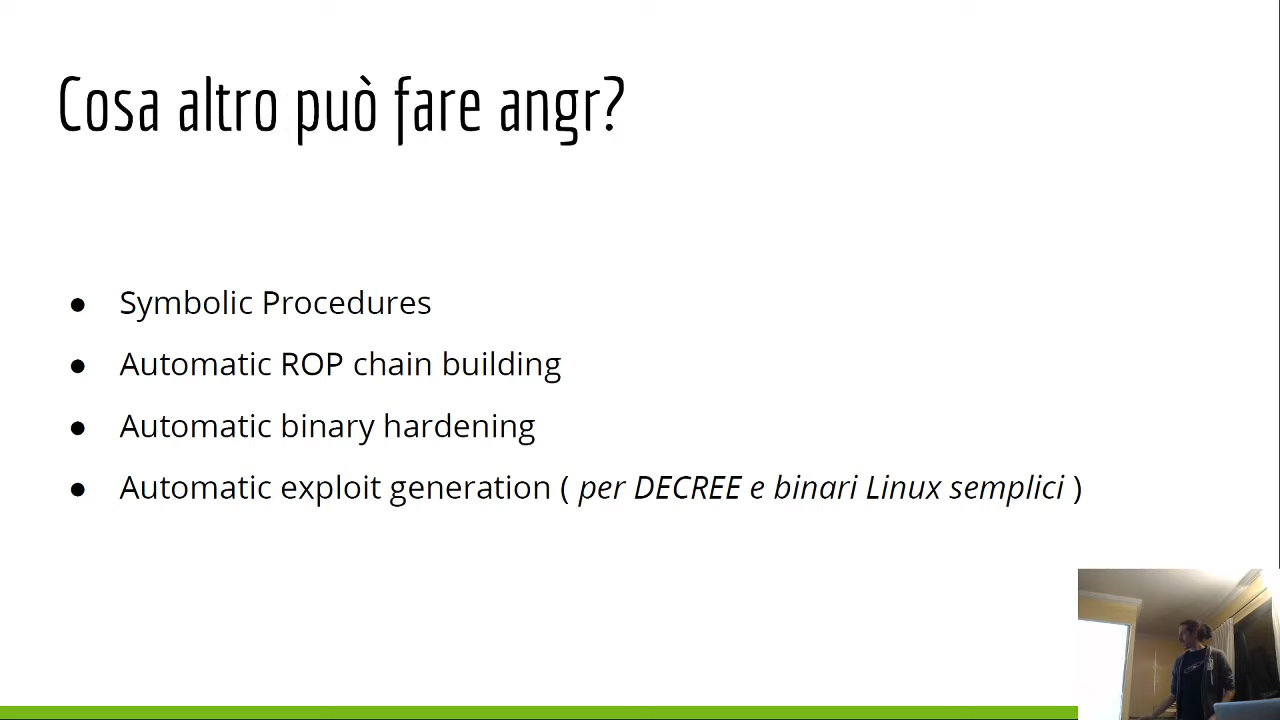 Cosa altro può fare angr?
● Symbolic Procedures
● Automatic ROP chain building
● Automatic binary hardening
● Automatic exploit generation ( per DECREE e binari Linux semplici )